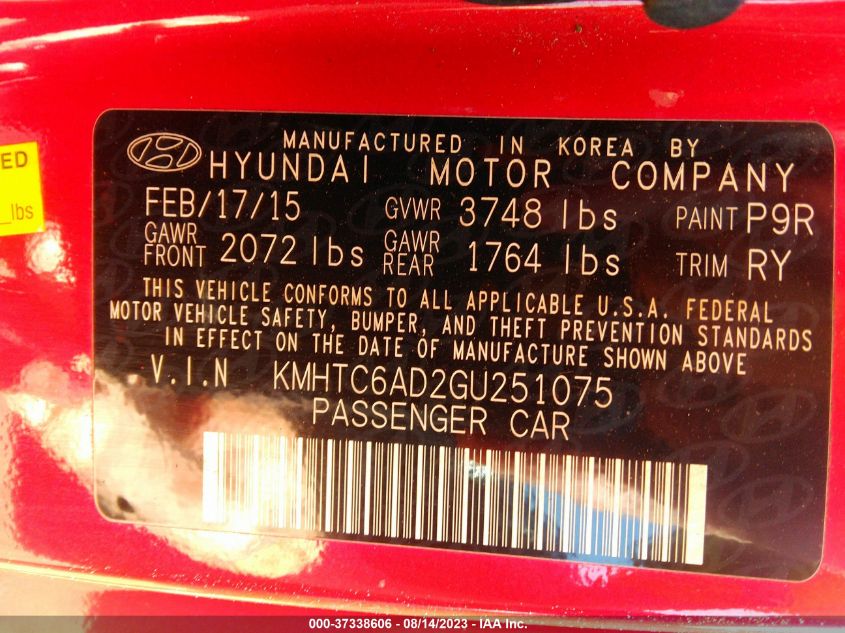 MANUFACTURED IN KOREA BY
HYUNDAI MOTOR COMPANY
FEB/17/15 GVWR 3748 lbs PAINT P9R
GAWR FRONT 2072 lbs GAWR REAR 1764 lbs TRIM RY
THIS VEHICLE CONFORMS TO ALL APPLICABLE U.S.A. FEDERAL
MOTOR VEHICLE SAFETY, BUMPER, AND THEFT PREVENTION STANDARDS
IN EFFECT ON THE DATE OF MANUFACTURE SHOWN ABOVE
V.I.N KMHTC6AD2GU251075
PASSENGER CAR
ED
_lbs
000-37338606 - 08/14/2023 - IAA Inc.